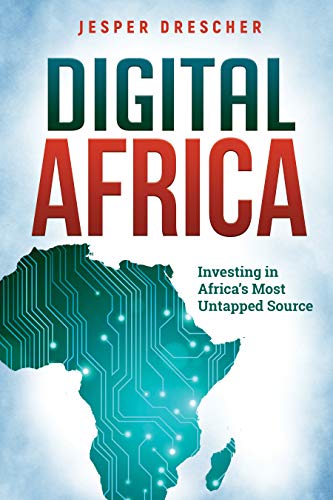 JESPER DRESCHER
DIGITAL
AFRICA
Investing in
Africa's Most
Untapped Source